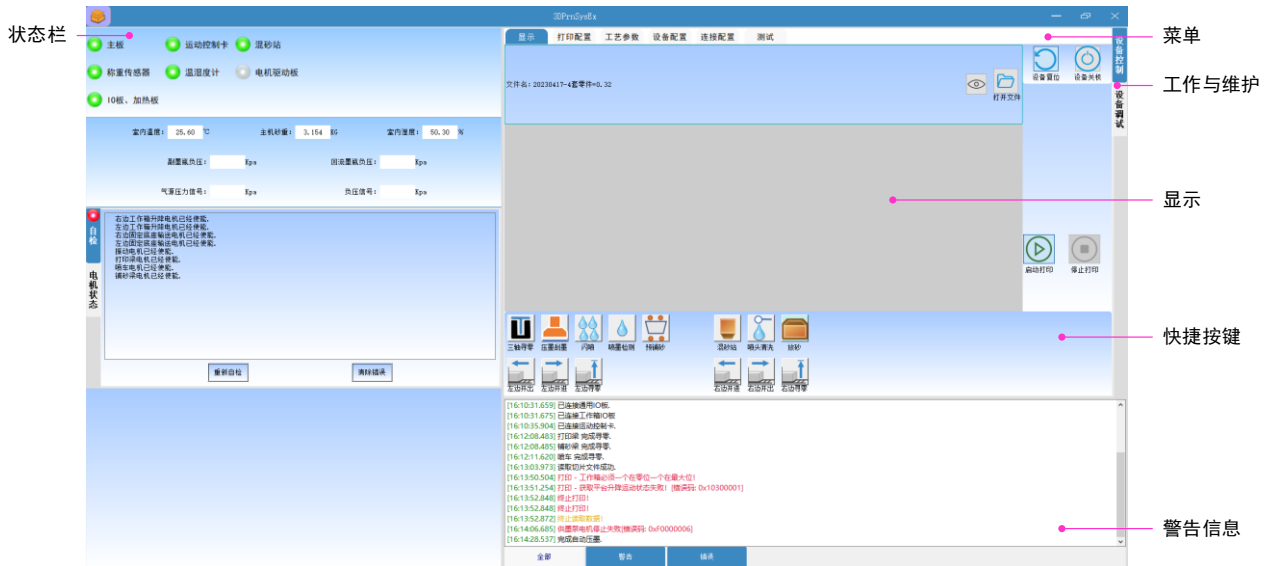 3DPrnSysBx
状态栏
菜单
工作与维护
显示
快捷按键
警告信息
主板
运动控制卡
混砂站
称重传感器
温湿度计
电机驱动板
IO板、加热板
室内温度: 25.60 ℃
主机砂重: 3.154 KG
室内湿度: 50.30 %
副墨瓶负压: Kpa
回流墨瓶负压: Kpa
气源压力信号: Kpa
负压信号: Kpa
自检
电机状态
右边工作箱升降电机已经使能.
左边工作箱升降电机已经使能.
右边固定底座输送电机已经使能.
左边固定底座输送电机已经使能.
振动电机已经使能.
打印梁电机已经使能.
喷车电机已经使能.
铺砂梁电机已经使能.
重新自检
清除错误
显示 打印配置 工艺参数 设备配置 连接配置 测试
文件名: 20230417-4套零件=0.32
打开文件
设备复位
设备关机
设备控制
设备调试
启动打印
停止打印
三轴寻零 压墨刮墨 闪喷 喷墨检测 预铺砂 混砂站 喷头清洗 放砂
左边开出 左边开进 左边寻零 右边开进 右边开出 右边寻零
[16:10:31.659] 已连接通用IO板.
[16:10:31.675] 已连接工作箱IO板
[16:10:35.904] 已连接运动控制卡.
[16:12:08.483] 打印梁 完成寻零.
[16:12:08.485] 铺砂梁 完成寻零.
[16:12:11.620] 喷车 完成寻零.
[16:13:03.973] 读取切片文件成功.
[16:13:50.504] 打印 - 工作箱必须一个在零位一个在最大位!
[16:13:51.254] 打印 - 获取平台升降运动状态失败! [错误码: 0x10300001]
[16:13:52.848] 终止打印!
[16:13:52.848] 终止打印!
[16:13:52.872] 终止读取数据!
[16:14:06.685] 供墨泵电机停止失败[错误码: 0xF0000006]
[16:14:28.537] 完成自动压墨.
全部 警告 错误